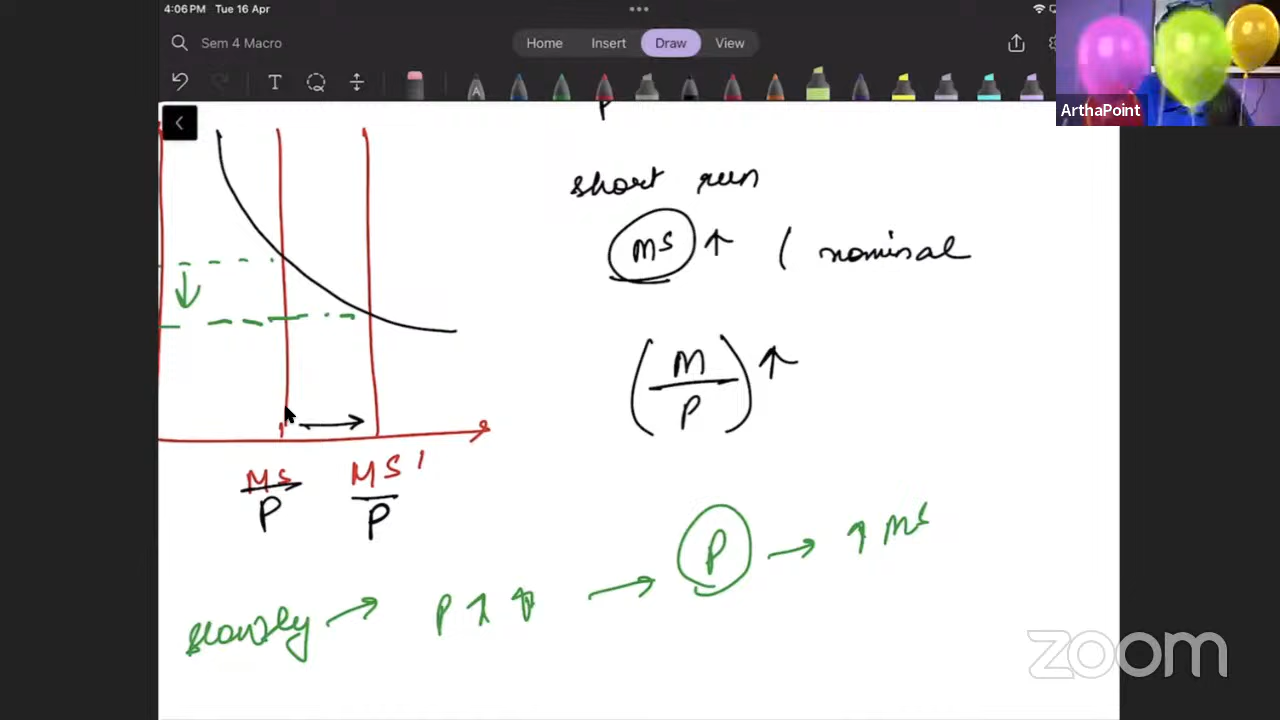 4:06 PM Tue 16 Apr
Sem 4 Macro
Home Insert Draw View
ArthaPoint
P
short run
MS ↑ ( nominal
(M/P) ↑
MS/P MS'/P
slowly → P ↑ ↑ → P → ↑ MS
zoom